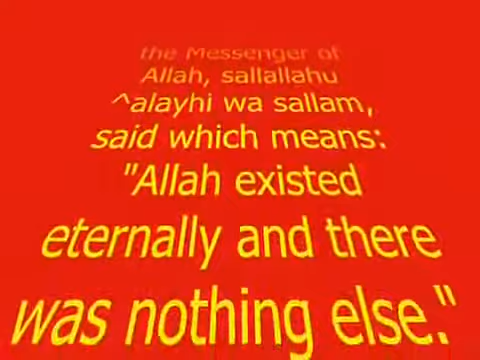 the Messenger of
Allah, sallallahu
^alayhi wa sallam,
said which means:
"Allah existed
eternally and there
was nothing else."